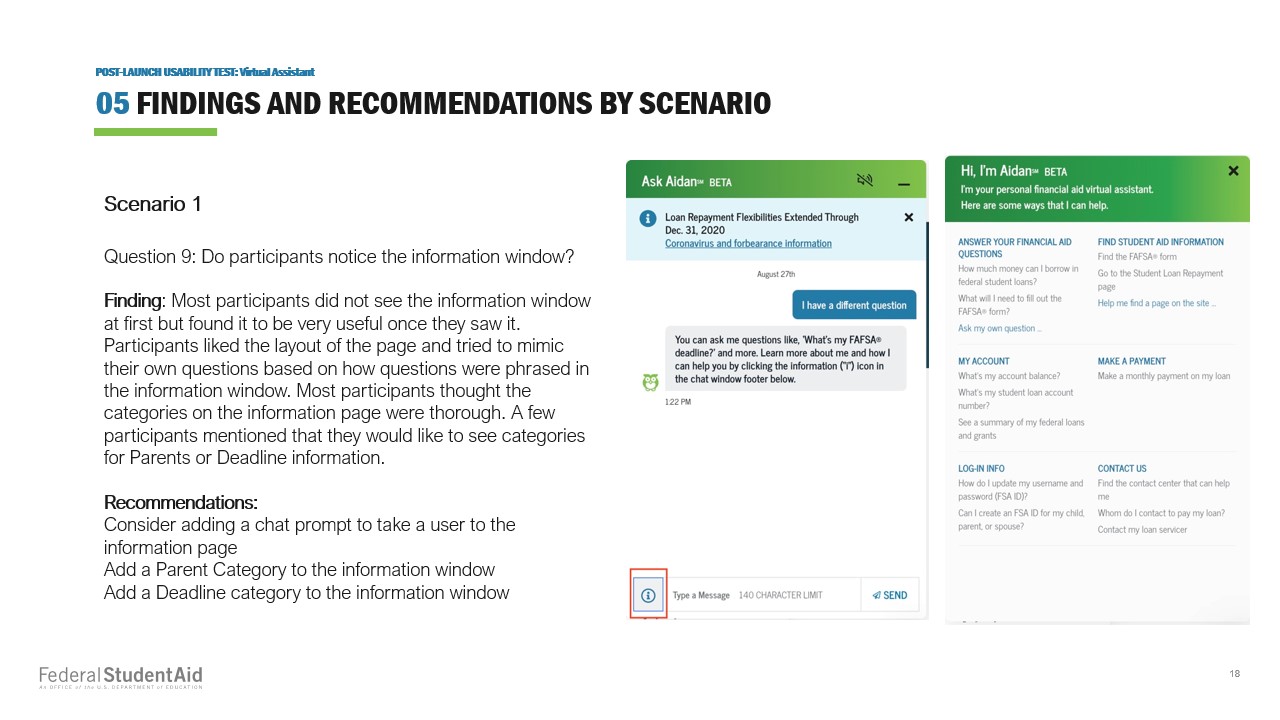 POST-LAUNCH USABILITY TEST: Virtual Assistant
05 FINDINGS AND RECOMMENDATIONS BY SCENARIO
Scenario 1
Question 9: Do participants notice the information window?
Finding: Most participants did not see the information window
at first but found it to be very useful once they saw it.
Participants liked the layout of the page and tried to mimic
their own questions based on how questions were phrased in
the information window. Most participants thought the
categories on the information page were thorough. A few
participants mentioned that they would like to see categories
for Parents or Deadline information.
Recommendations:
Consider adding a chat prompt to take a user to the
information page
Add a Parent Category to the information window
Add a Deadline category to the information window
Ask Aidan℠ BETA
Loan Repayment Flexibilities Extended Through
Dec. 31, 2020
Coronavirus and forbearance information
August 27th
I have a different question
You can ask me questions like, 'What's my FAFSA®
deadline?' and more. Learn more about me and how I
can help you by clicking the information ("i") icon in
the chat window footer below.
1:22 PM
Type a Message 140 CHARACTER LIMIT
SEND
Hi, I'm Aidan℠ BETA
I'm your personal financial aid virtual assistant.
Here are some ways that I can help.
ANSWER YOUR FINANCIAL AID
QUESTIONS
How much money can I borrow in
federal student loans?
What will I need to fill out the
FAFSA® form?
Ask my own question ...
FIND STUDENT AID INFORMATION
Find the FAFSA® form
Go to the Student Loan Repayment
page
Help me find a page on the site ...
MY ACCOUNT
What's my account balance?
What's my student loan account
number?
See a summary of my federal loans
and grants
MAKE A PAYMENT
Make a monthly payment on my loan
LOG-IN INFO
How do I update my username and
password (FSA ID)?
Can I create an FSA ID for my child,
parent, or spouse?
CONTACT US
Find the contact center that can help
me
Whom do I contact to pay my loan?
Contact my loan servicer
Federal StudentAid
An OFFICE of the U.S. DEPARTMENT of EDUCATION
18